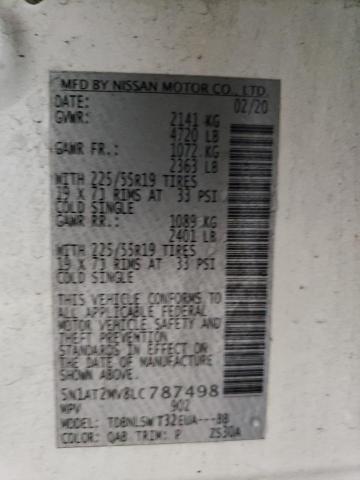 MFD BY NISSAN MOTOR CO., LTD.
DATE: 02/20
GVWR: 2141 KG
4720 LB
GAWR FR.: 1072 KG
2363 LB
WITH 225/55R19 TIRES
19 X 7J RIMS AT 33 PSI
COLD SINGLE
GAWR RR.: 1089 KG
2401 LB
WITH 225/55R19 TIRES
19 X 7J RIMS AT 33 PSI
COLD SINGLE
THIS VEHICLE CONFORMS TO
ALL APPLICABLE FEDERAL
MOTOR VEHICLE SAFETY AND
THEFT PREVENTION
STANDARDS IN EFFECT ON
THE DATE OF MANUFACTURE
5N1AT2MV8LC787498
MPV 902
MODEL: TDBNLSW T32EUA---BB
COLOR: QAB TRIM: P ZS30A